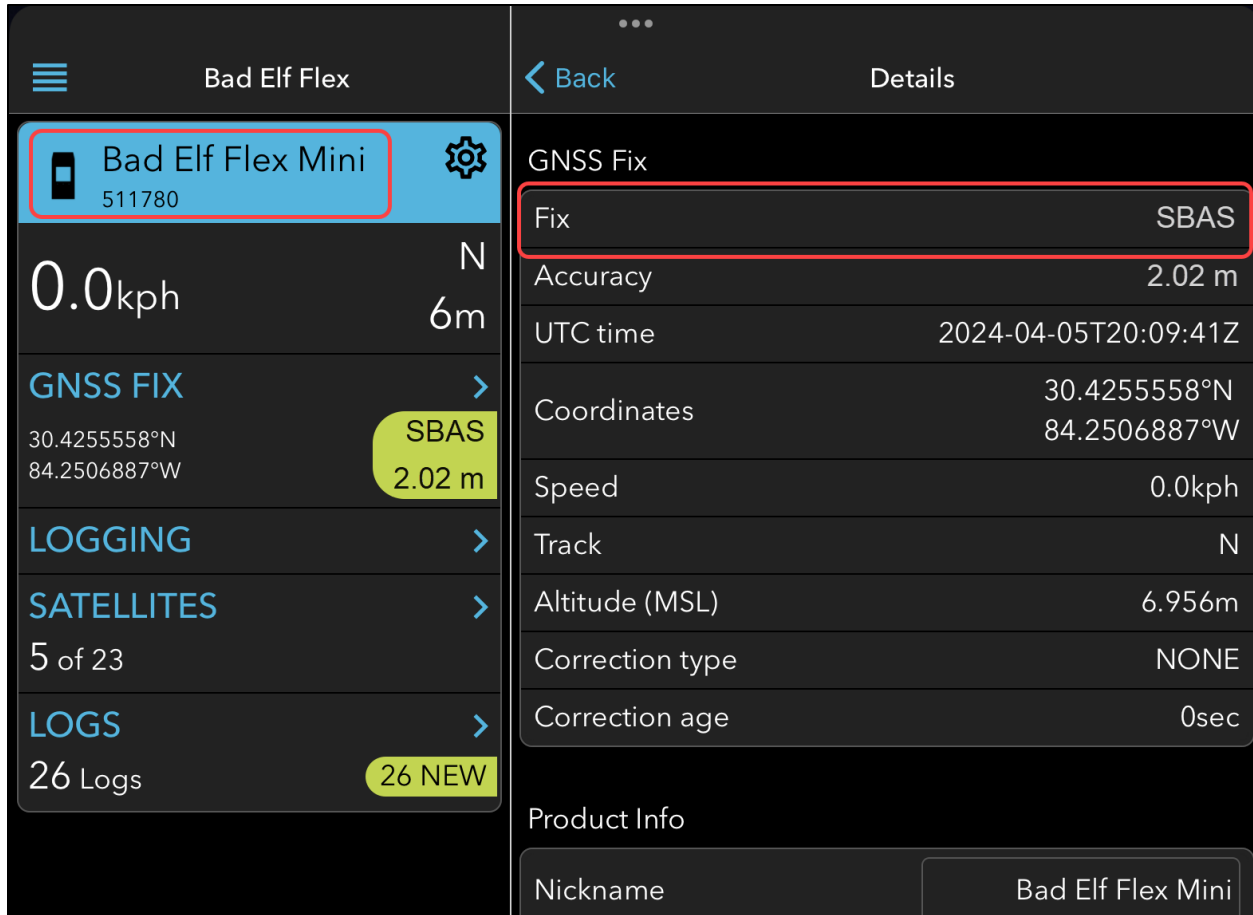 Bad Elf Flex
Bad Elf Flex Mini
511780
0.0kph
N
6m
GNSS FIX
30.4255558°N
84.2506887°W
SBAS
2.02 m
LOGGING
SATELLITES
5 of 23
LOGS
26 Logs
26 NEW
Back
Details
GNSS Fix
Fix SBAS
Accuracy 2.02 m
UTC time 2024-04-05T20:09:41Z
Coordinates 30.4255558°N
84.2506887°W
Speed 0.0kph
Track N
Altitude (MSL) 6.956m
Correction type NONE
Correction age 0sec
Product Info
Nickname Bad Elf Flex Mini